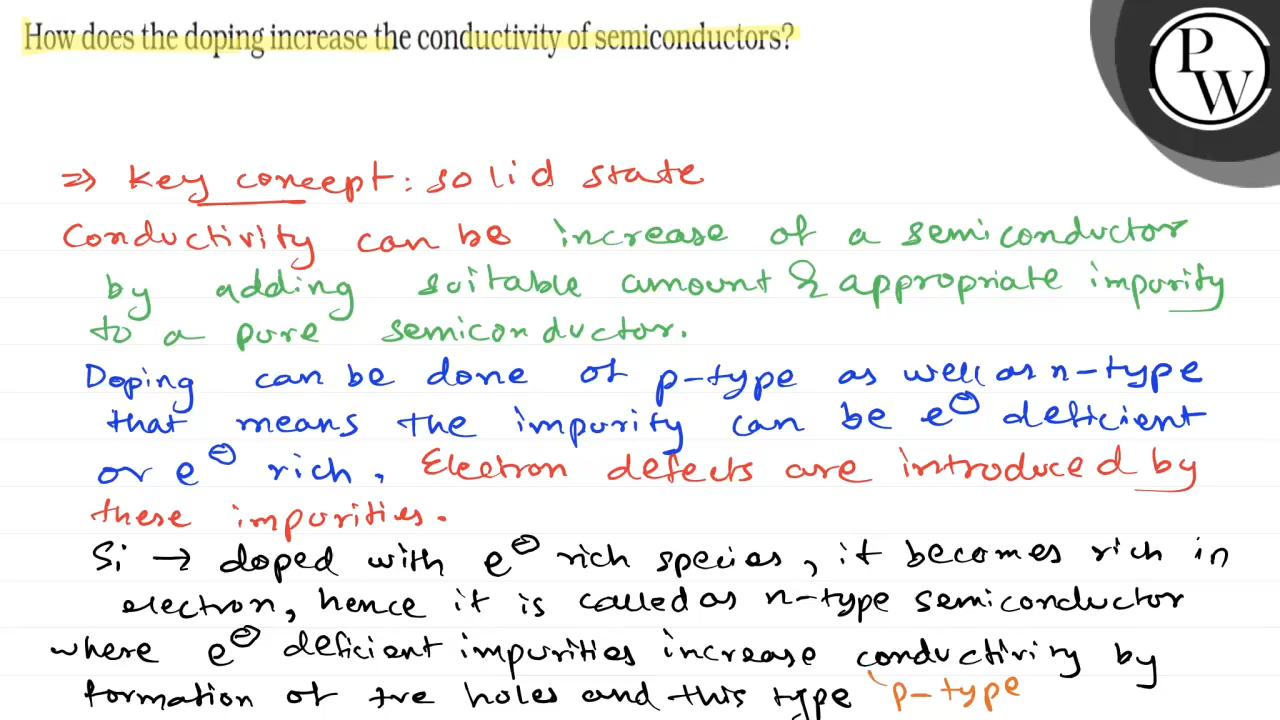 How does the doping increase the conductivity of semiconductors?
P
W
⇒ Key concept: solid state
Conductivity can be increase of a semiconductor
by adding suitable amount & appropriate impurity
to a pure semiconductor.
Doping can be done of p-type as well as n-type
that means the impurity can be e⊖ deficient
or e⊖ rich. Electron defects are introduced by
these impurities.
Si → doped with e⊖ rich species, it becomes rich in
electron, hence it is called as n-type semiconductor
where e⊖ deficient impurities increase conductivity by
formation of +ve holes and this type p-type